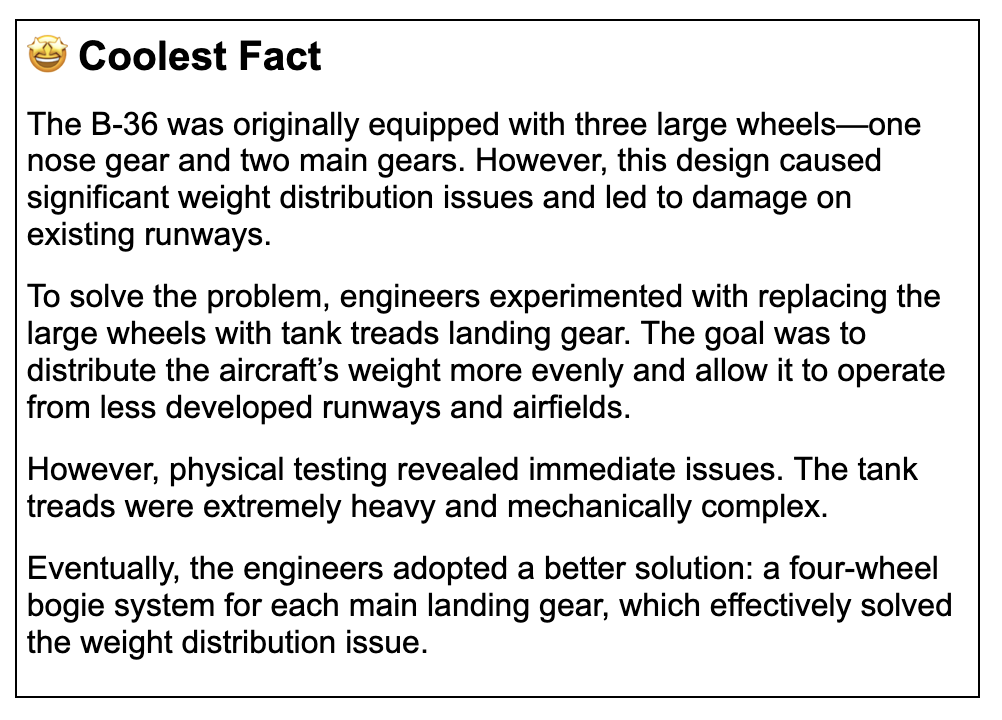 🤩 Coolest Fact
The B-36 was originally equipped with three large wheels—one
nose gear and two main gears. However, this design caused
significant weight distribution issues and led to damage on
existing runways.
To solve the problem, engineers experimented with replacing the
large wheels with tank treads landing gear. The goal was to
distribute the aircraft’s weight more evenly and allow it to operate
from less developed runways and airfields.
However, physical testing revealed immediate issues. The tank
treads were extremely heavy and mechanically complex.
Eventually, the engineers adopted a better solution: a four-wheel
bogie system for each main landing gear, which effectively solved
the weight distribution issue.